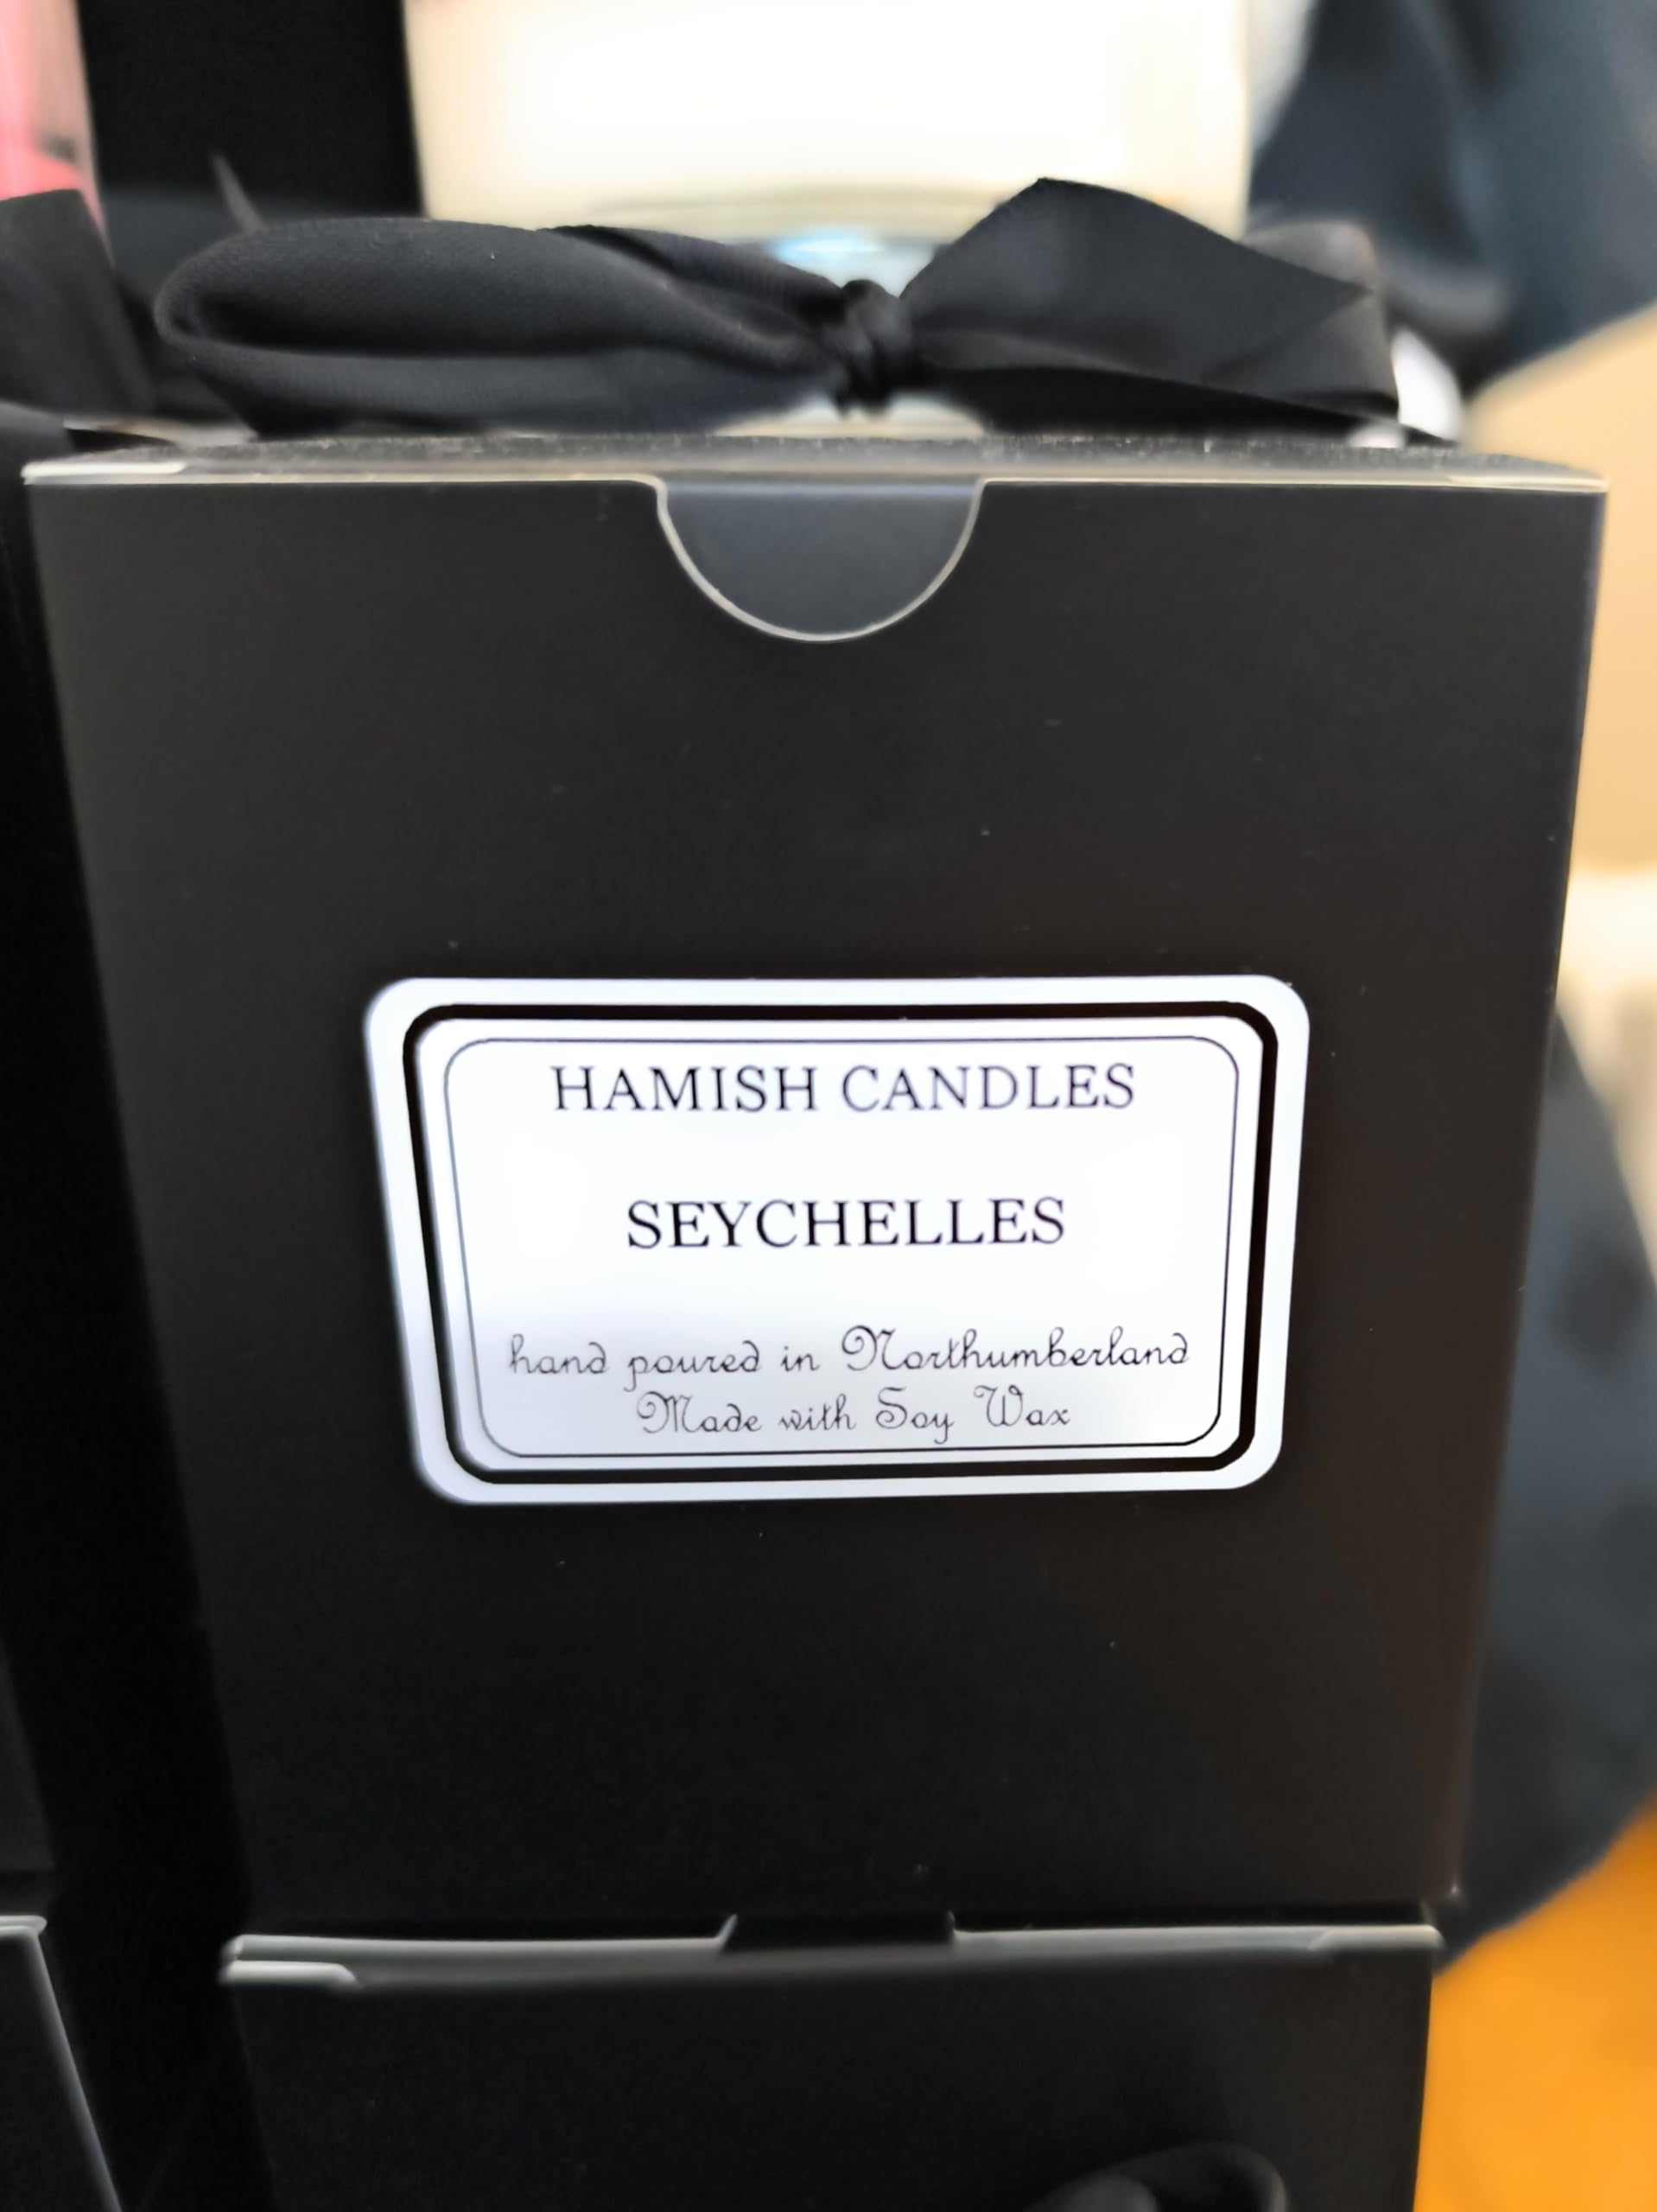 HAMISH CANDLES
SEYCHELLES
hand poured in Northumberland
Made with Soy Wax